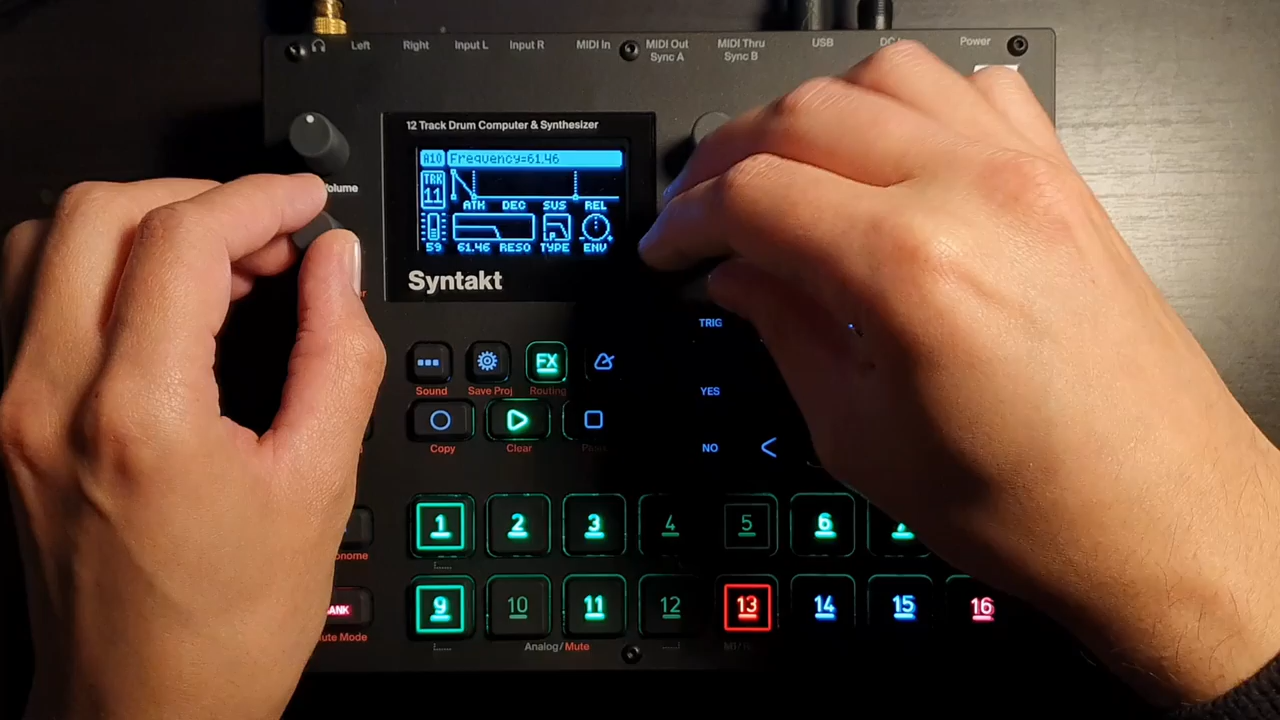 Left Right Input L Input R MIDI In MIDI Out MIDI Thru USB Power
Sync A Sync B
12 Track Drum Computer & Synthesizer
A10 Frequency=61.46
TRK
11
ATK DEC SUS REL
59 61.46 RESO TYPE ENV
Syntakt
TRIG
FX
YES
Sound Save Proj Routing
NO
Copy Clear
1 2 3 4 5 6 7
9 10 11 12 13 14 15 16
Analog/Mute